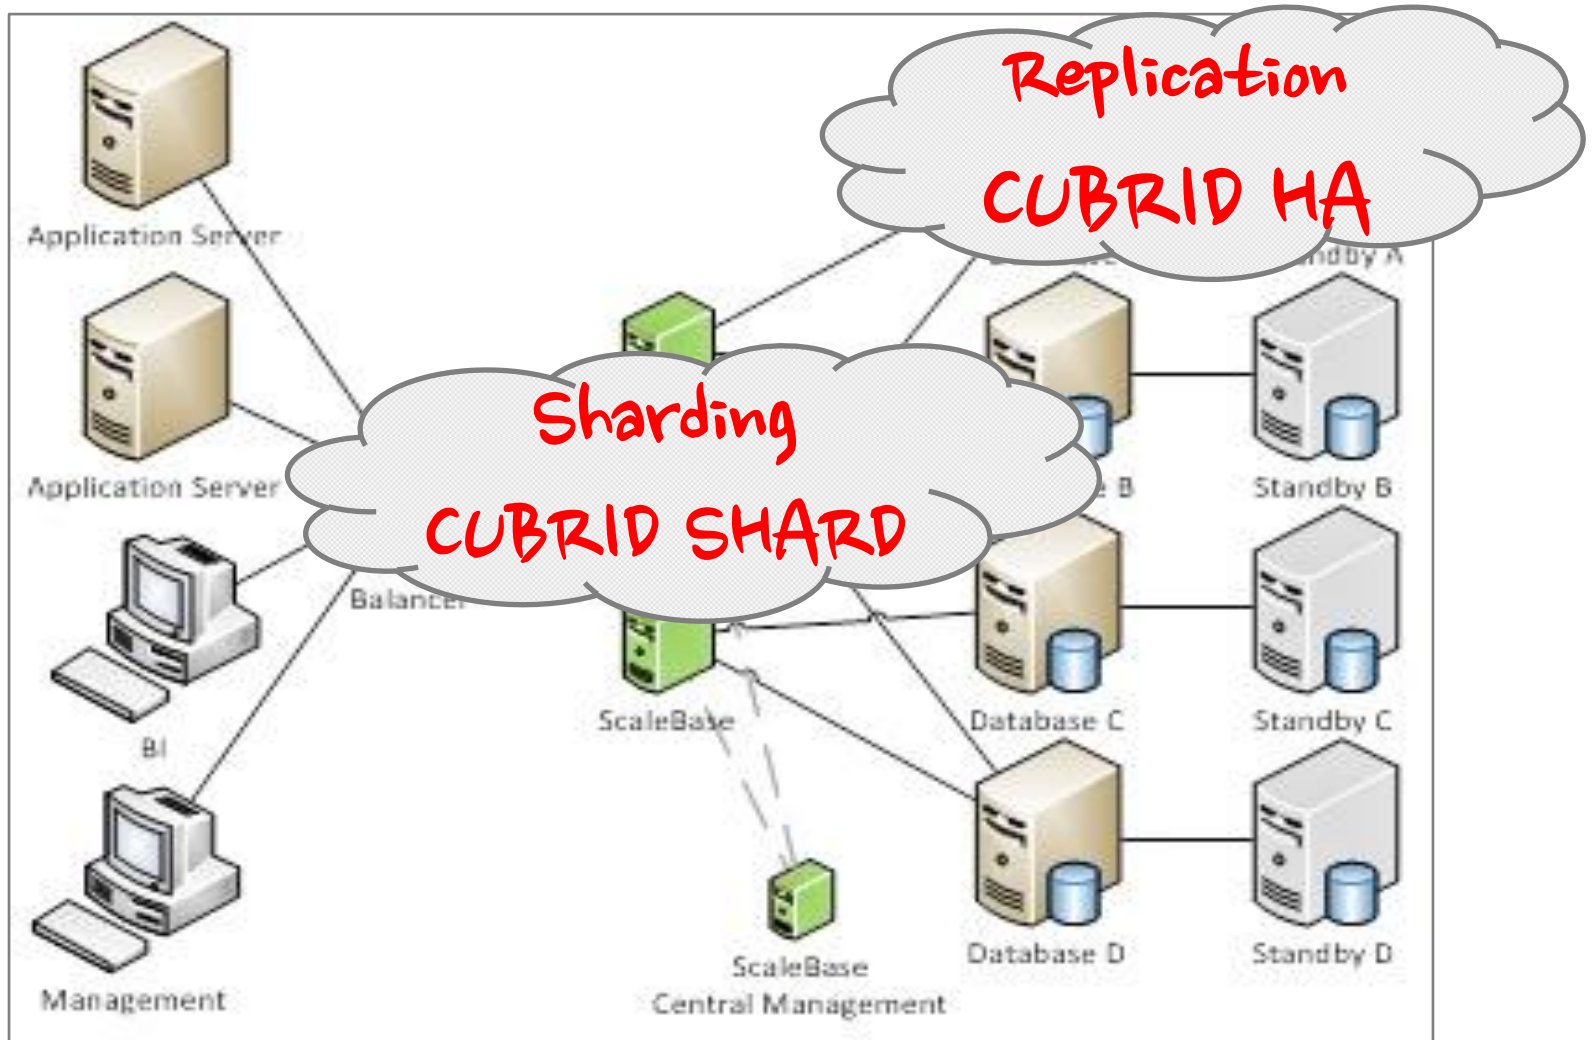 Replication
CUBRID HA
Application Server
Standby A
B
Standby B
Application Server
Sharding
CUBRID SHARD
Balancer
BI
ScaleBase
Database C
Standby C
Management
ScaleBase
Central Management
Database D
Standby D